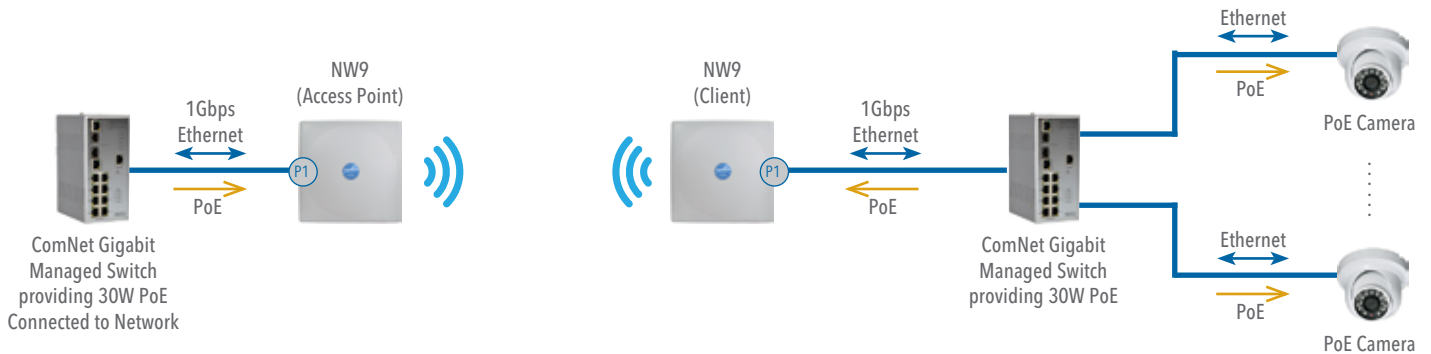 NW9
(Access Point)
1Gbps
Ethernet
P1
PoE
ComNet Gigabit
Managed Switch
providing 30W PoE
Connected to Network
NW9
(Client)
P1
1Gbps
Ethernet
PoE
ComNet Gigabit
Managed Switch
providing 30W PoE
Ethernet
PoE
PoE Camera
Ethernet
PoE
PoE Camera